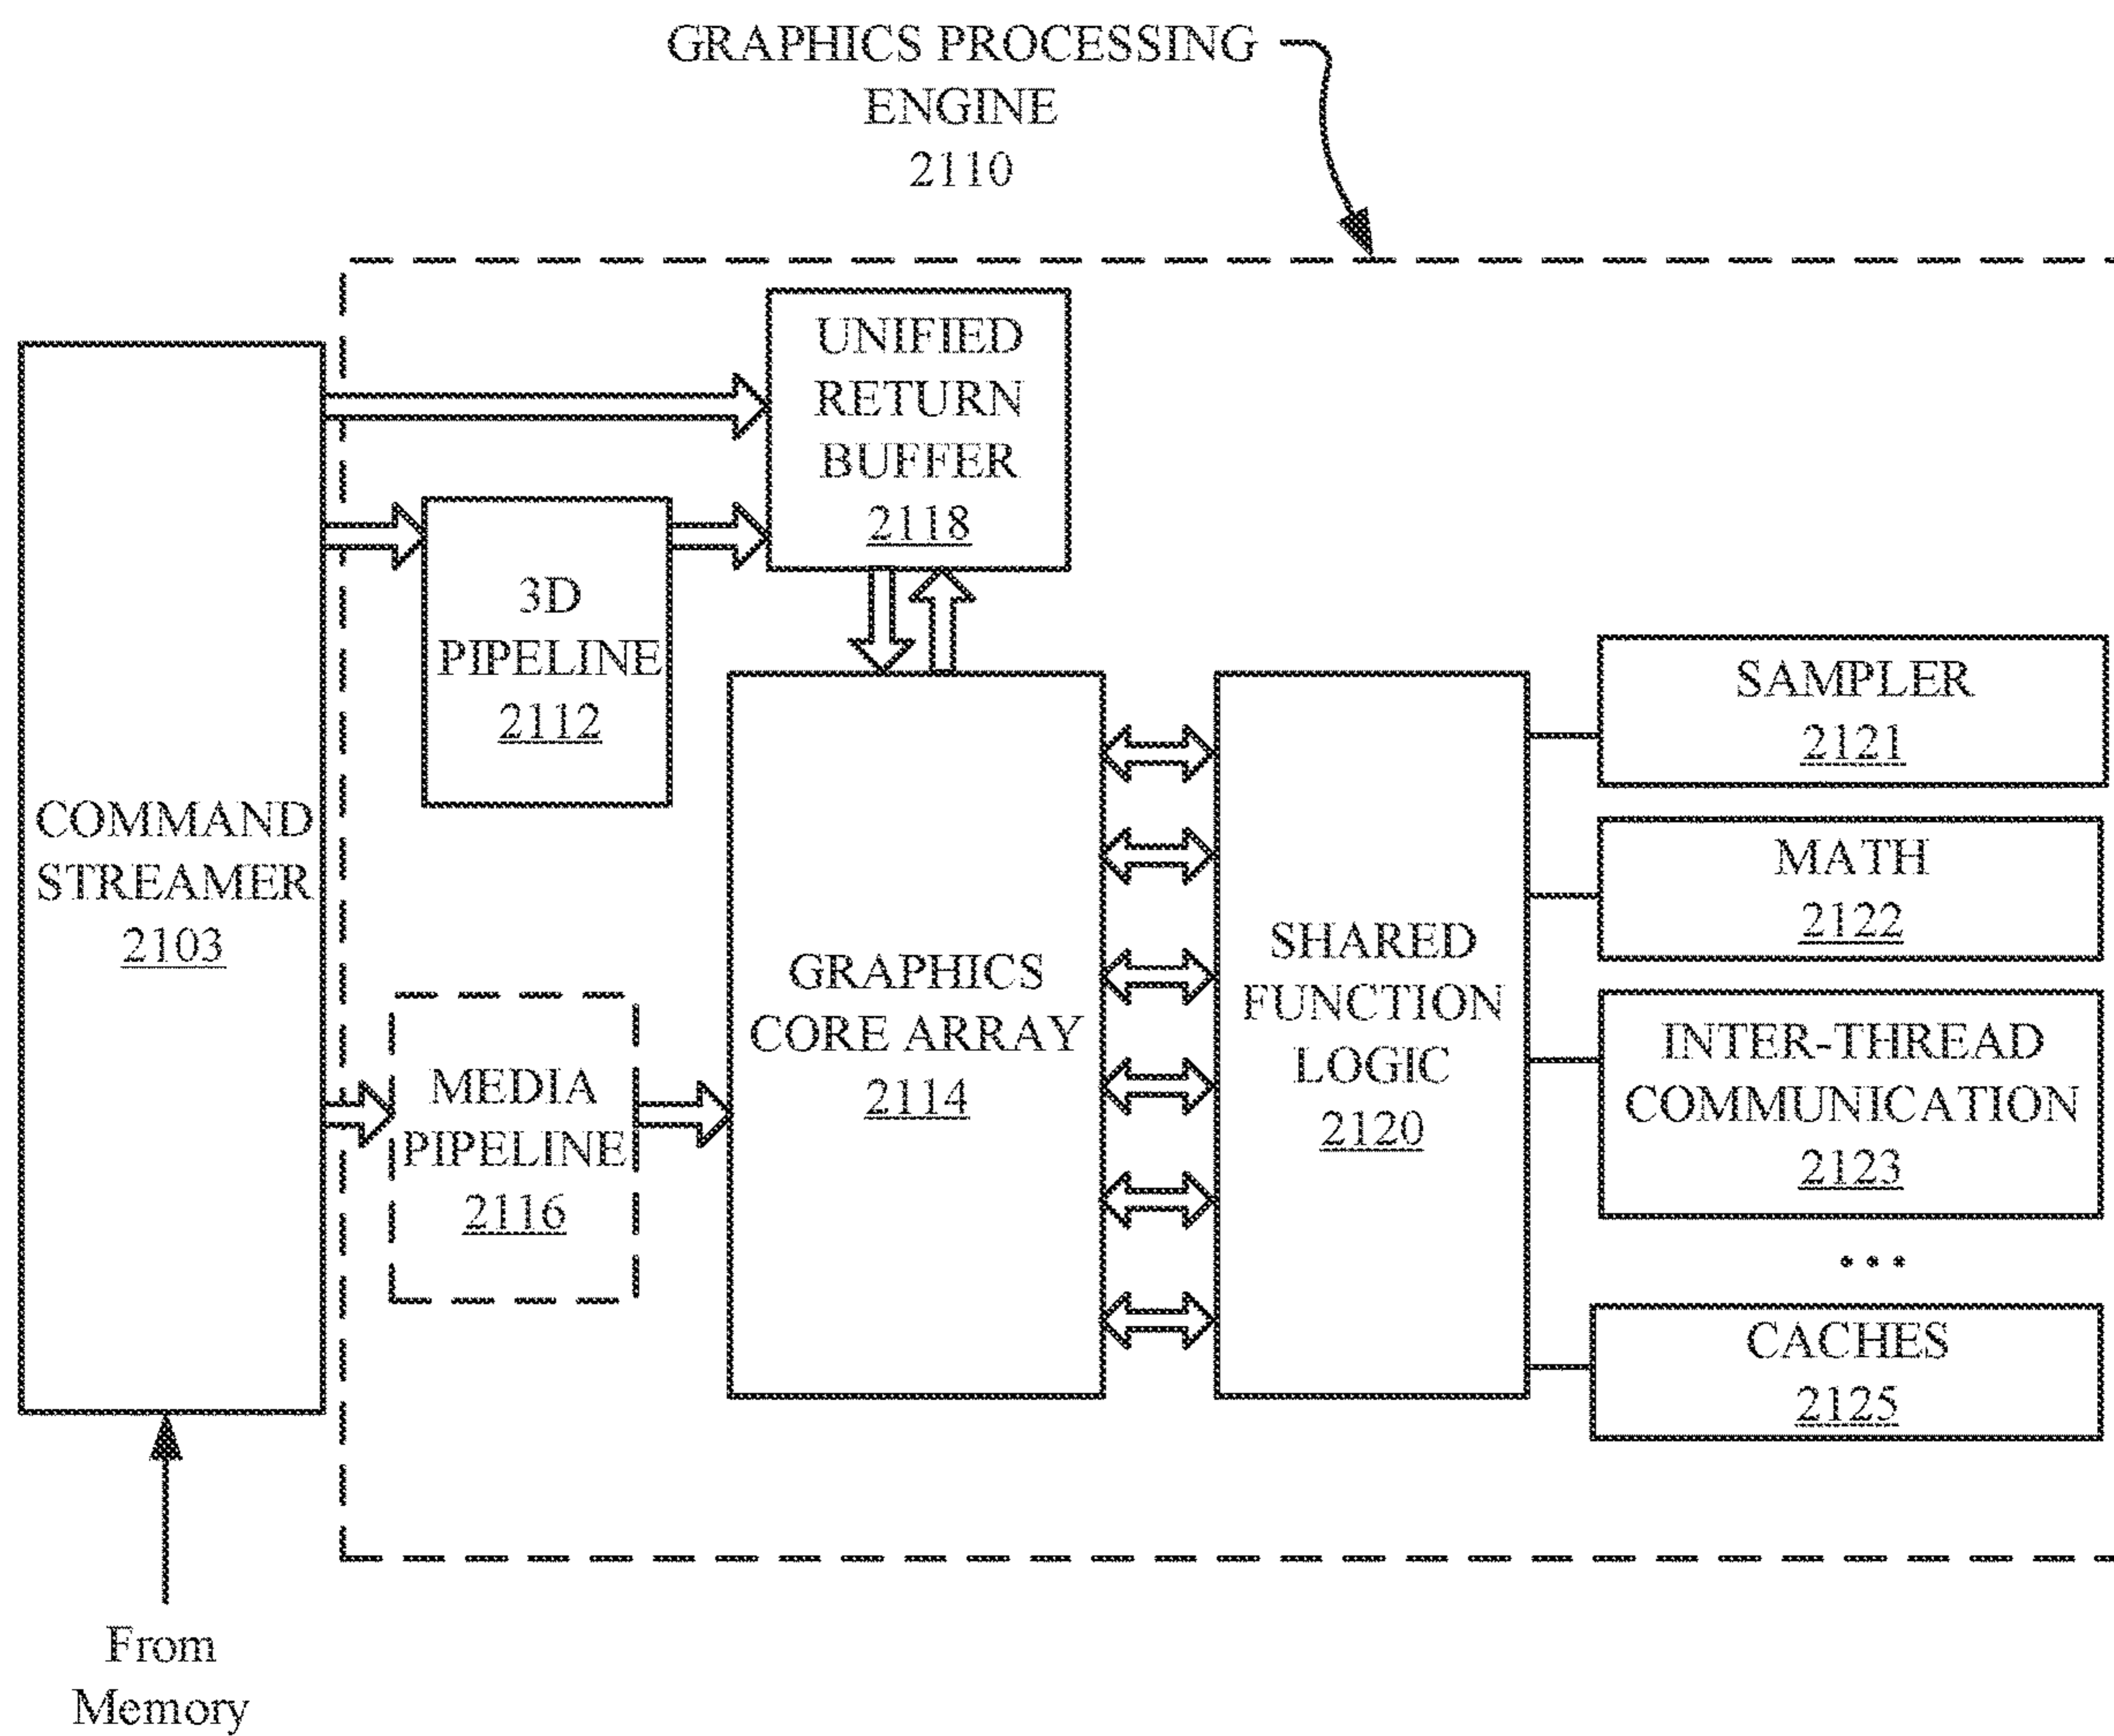 GRAPHICS PROCESSING
ENGINE
2110
UNIFIED
RETURN
BUFFER
2118
3D
PIPELINE
2112
COMMAND
STREAMER
2103
MEDIA
PIPELINE
2116
GRAPHICS
CORE ARRAY
2114
SHARED
FUNCTION
LOGIC
2120
SAMPLER
2121
MATH
2122
INTER-THREAD
COMMUNICATION
2123
...
CACHES
2125
From
Memory